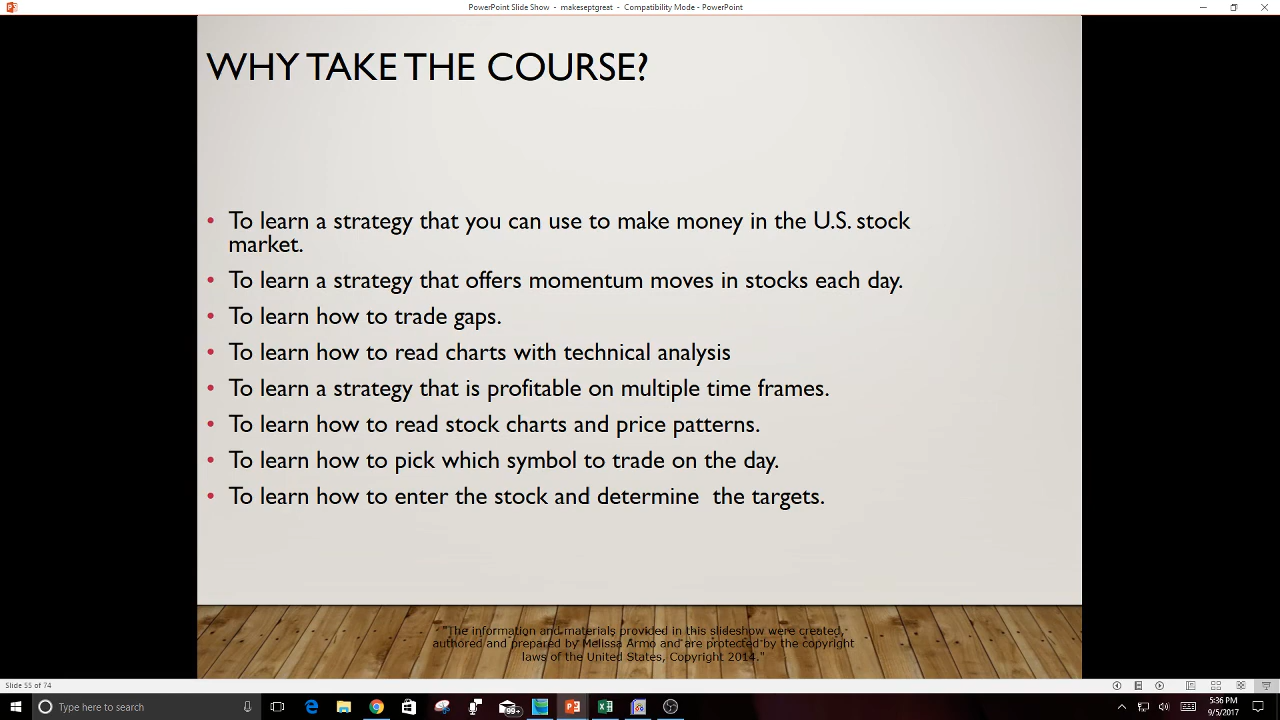 PowerPoint Slide Show - makeseptgreat - Compatibility Mode - PowerPoint
WHY TAKE THE COURSE?
• To learn a strategy that you can use to make money in the U.S. stock
market.
• To learn a strategy that offers momentum moves in stocks each day.
• To learn how to trade gaps.
• To learn how to read charts with technical analysis
• To learn a strategy that is profitable on multiple time frames.
• To learn how to read stock charts and price patterns.
• To learn how to pick which symbol to trade on the day.
• To learn how to enter the stock and determine  the targets.
"The information and materials provided in this slideshow were created,
authored and prepared by Melissa Armo and are protected by the copyright
laws of the United States, Copyright 2014."
Slide 55 of 74
Type here to search
99+
5:36 PM
9/5/2017